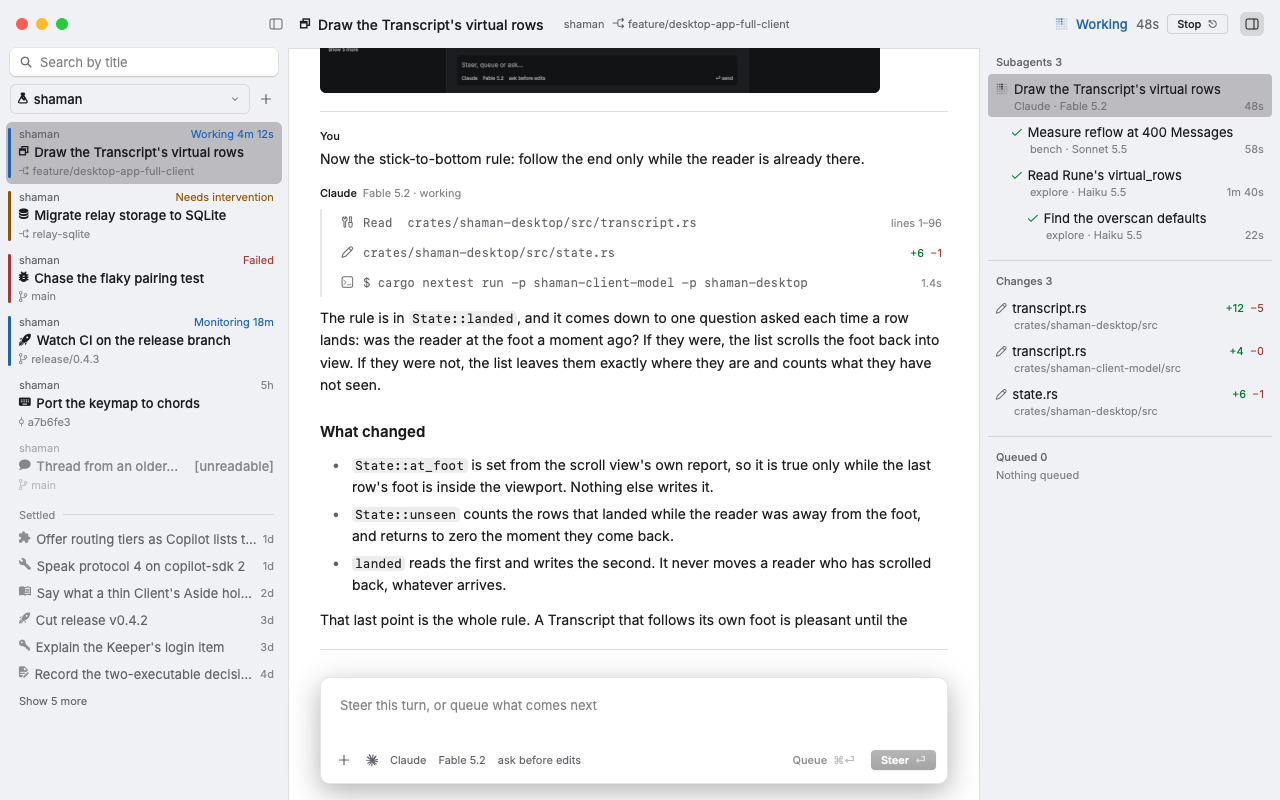 Draw the Transcript's virtual rows
shaman feature/desktop-app-full-client
Working 48s Stop
Search by title
shaman
shaman Working 4m 12s
Draw the Transcript's virtual rows
feature/desktop-app-full-client
shaman Needs intervention
Migrate relay storage to SQLite
relay-sqlite
shaman Failed
Chase the flaky pairing test
main
shaman Monitoring 18m
Watch CI on the release branch
release/0.4.3
shaman 5h
Port the keymap to chords
a7b6fe3
shaman
Thread from an older... [unreadable]
main
Settled
Offer routing tiers as Copilot lists t... 1d
Speak protocol 4 on copilot-sdk 2 1d
Say what a thin Client's Aside hol... 2d
Cut release v0.4.2 3d
Explain the Keeper's login item 3d
Record the two-executable decisi... 4d
Show 5 more
show 5 more
Steer, queue or ask...
Claude Fable 5.2 ask before edits ⏎ send
You
Now the stick-to-bottom rule: follow the end only while the reader is already there.
Claude Fable 5.2 · working
Read crates/shaman-desktop/src/transcript.rs lines 1–96
crates/shaman-desktop/src/state.rs +6 −1
$ cargo nextest run -p shaman-client-model -p shaman-desktop 1.4s
The rule is in State::landed, and it comes down to one question asked each time a row
lands: was the reader at the foot a moment ago? If they were, the list scrolls the foot back into
view. If they were not, the list leaves them exactly where they are and counts what they have
not seen.
What changed
• State::at_foot is set from the scroll view's own report, so it is true only while the last
row's foot is inside the viewport. Nothing else writes it.
• State::unseen counts the rows that landed while the reader was away from the foot,
and returns to zero the moment they come back.
• landed reads the first and writes the second. It never moves a reader who has scrolled
back, whatever arrives.
That last point is the whole rule. A Transcript that follows its own foot is pleasant until the
Steer this turn, or queue what comes next
Claude Fable 5.2 ask before edits Queue ⌘⏎ Steer ⏎
Subagents 3
Draw the Transcript's virtual rows
Claude · Fable 5.2 48s
Measure reflow at 400 Messages
bench · Sonnet 5.5 58s
Read Rune's virtual_rows
explore · Haiku 5.5 1m 40s
Find the overscan defaults
explore · Haiku 5.5 22s
Changes 3
transcript.rs +12 −5
crates/shaman-desktop/src
transcript.rs +4 −0
crates/shaman-client-model/src
state.rs +6 −1
crates/shaman-desktop/src
Queued 0
Nothing queued